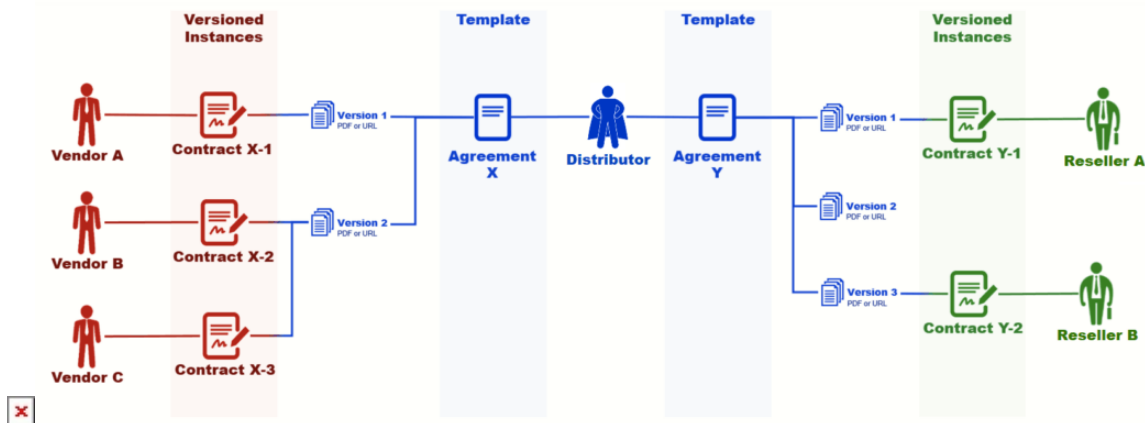 Versioned
Instances
Template
Template
Versioned
Instances
Vendor A
Contract X-1
Version 1
PDF or URL
Agreement
X
Distributor
Agreement
Y
Version 1
PDF or URL
Contract Y-1
Reseller A
Vendor B
Contract X-2
Version 2
PDF or URL
Version 2
PDF or URL
Vendor C
Contract X-3
Version 3
PDF or URL
Contract Y-2
Reseller B